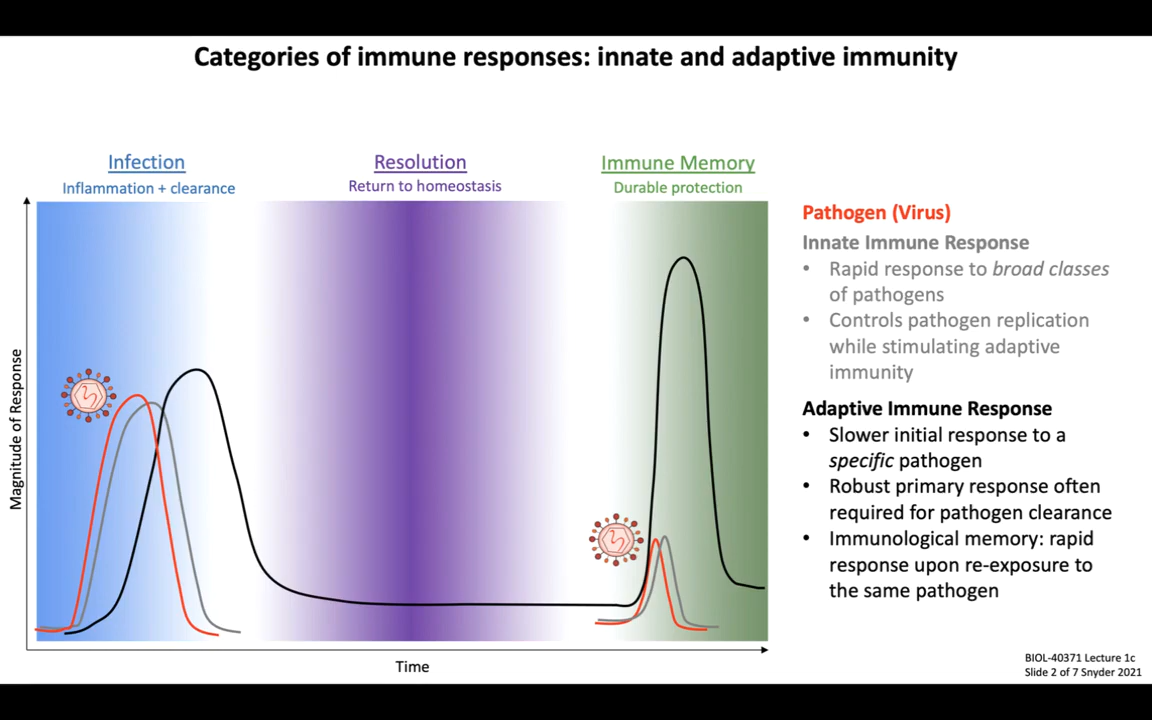 Categories of immune responses: innate and adaptive immunity
Infection
Inflammation + clearance
Resolution
Return to homeostasis
Immune Memory
Durable protection
Magnitude of Response
Time
Pathogen (Virus)
Innate Immune Response
• Rapid response to broad classes
of pathogens
• Controls pathogen replication
while stimulating adaptive
immunity
Adaptive Immune Response
• Slower initial response to a
specific pathogen
• Robust primary response often
required for pathogen clearance
• Immunological memory: rapid
response upon re-exposure to
the same pathogen
BIOL-40371 Lecture 1c
Slide 2 of 7 Snyder 2021